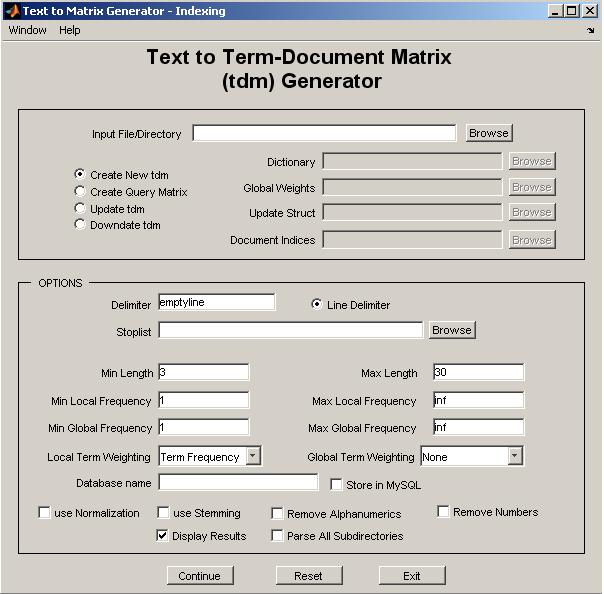 Text to Matrix Generator - Indexing
Window Help
Text to Term-Document Matrix
(tdm) Generator
Input File/Directory Browse
Dictionary Browse
Create New tdm
Global Weights Browse
Create Query Matrix
Update Struct Browse
Update tdm
Downdate tdm
Document Indices Browse
OPTIONS
Delimiter emptyline Line Delimiter
Stoplist Browse
Min Length 3 Max Length 30
Min Local Frequency 1 Max Local Frequency inf
Min Global Frequency 1 Max Global Frequency inf
Local Term Weighting Term Frequency Global Term Weighting None
Database name Store in MySQL
use Normalization use Stemming Remove Alphanumerics Remove Numbers
Display Results Parse All Subdirectories
Continue Reset Exit